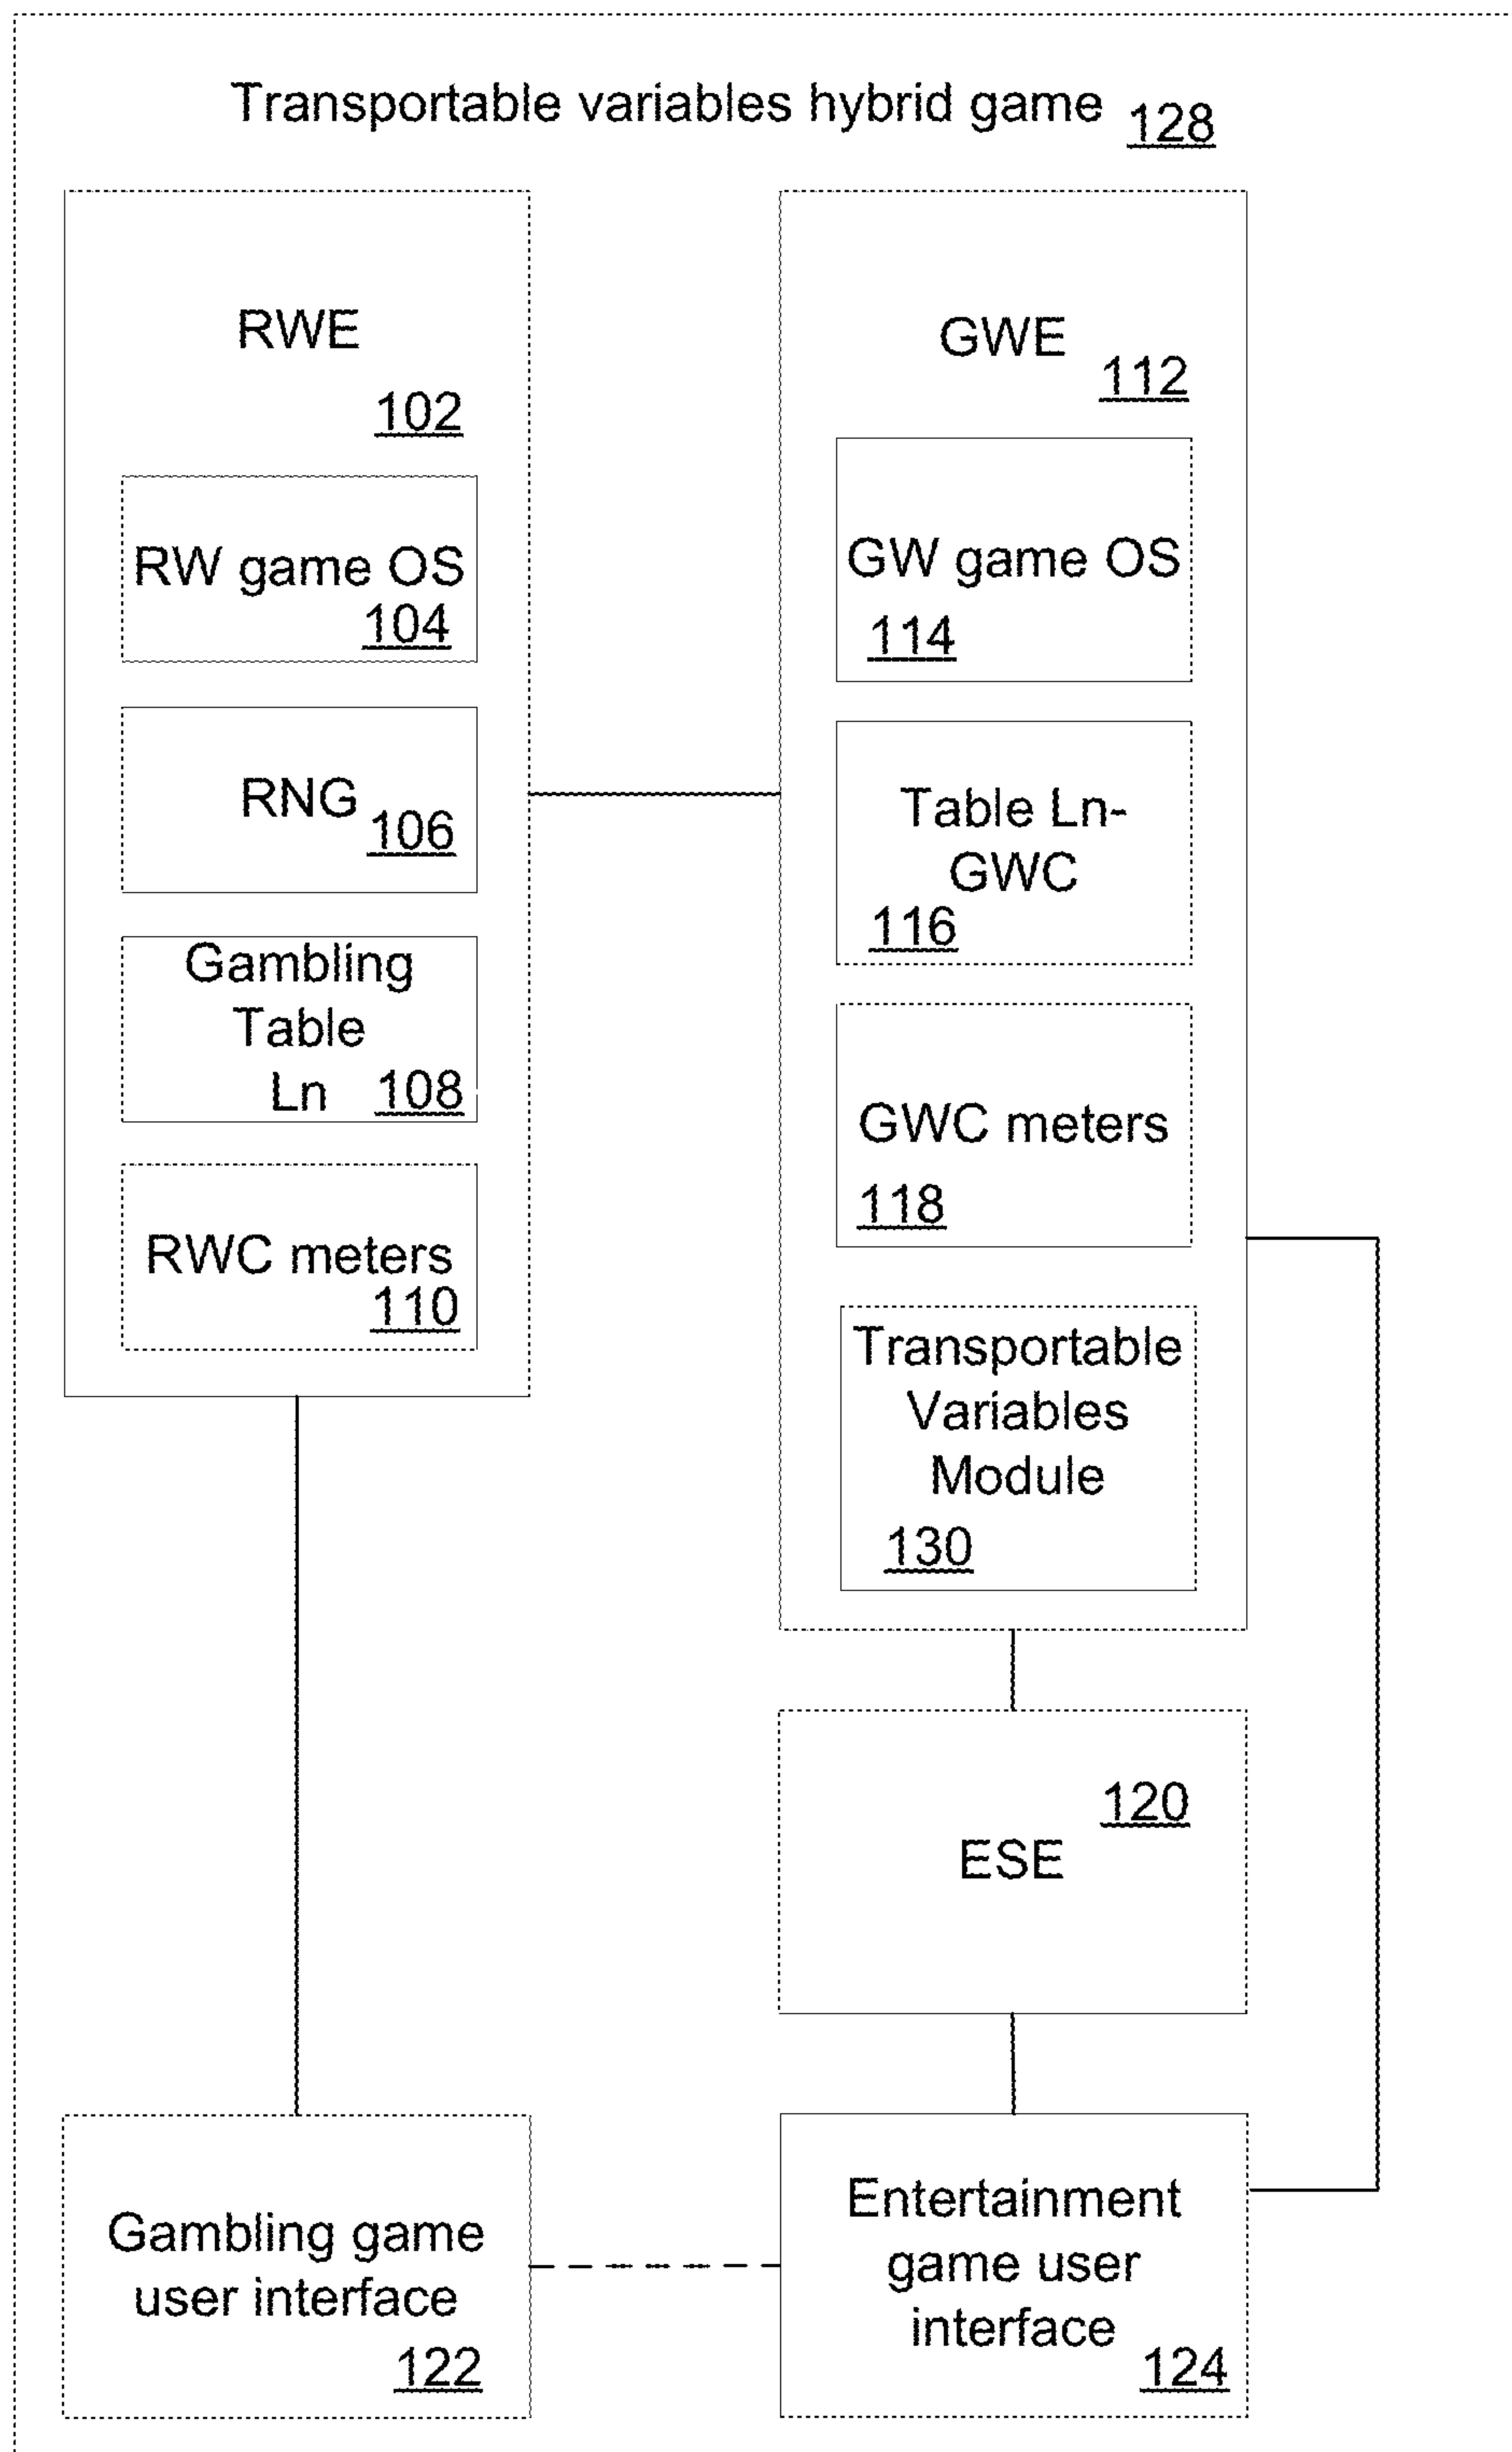 Transportable variables hybrid game 128
RWE
102
RW game OS
104
RNG
106
Gambling
Table
Ln 108
RWC meters
110
GWE
112
GW game OS
114
Table Ln-
GWC
116
GWC meters
118
Transportable
Variables
Module
130
120
ESE
Gambling game
user interface
122
Entertainment
game user
interface
124